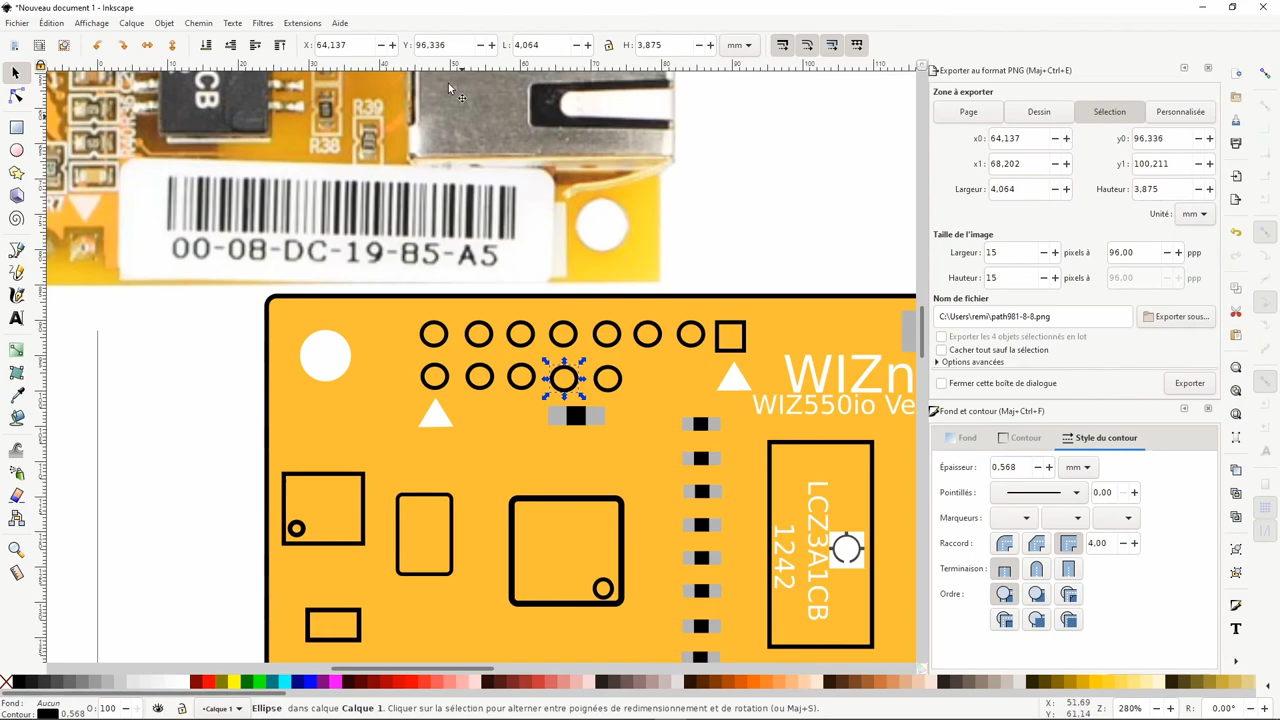 *Nouveau document 1 - Inkscape
Fichier Édition Affichage Calque Objet Chemin Texte Filtres Extensions Aide
X: 64,137 Y: 96,336 L: 4,064 H: 3,875 mm
Exporter au format PNG (Maj+Ctrl+E)
Zone à exporter
Page Dessin Sélection Personnalisée
x0: 64,137 y0: 96,336
x1: 68,202 y1: 100,211
Largeur: 4,064 Hauteur: 3,875
Unité: mm
Taille de l'image
Largeur: 15 pixels à 96,00 ppp
Hauteur: 15 pixels à 96,00 ppp
Nom de fichier
C:\Users\remi\path981-8-8.png Exporter sous...
Exporter les 4 objets sélectionnés en lot
Cacher tout sauf la sélection
Options avancées
Fermer cette boîte de dialogue Exporter
Fond et contour (Maj+Ctrl+F)
Fond Contour Style du contour
Épaisseur: 0,568 mm
Pointillés: 0.00
Marqueurs:
Raccord: 4,00
Terminaison:
Ordre:
CB
R39
R38
00-08-DC-19-85-A5
WIZn
WIZ550io Ve
LCZ3A1CB
1242
Fond: Aucun
Contour: 0,568
O: 100
Calque 1
Ellipse dans calque Calque 1. Cliquer sur la sélection pour alterner entre poignées de redimensionnement et de rotation (ou Maj+S).
X: 51,69
Y: 61,14
Z: 280% R: 0,00°